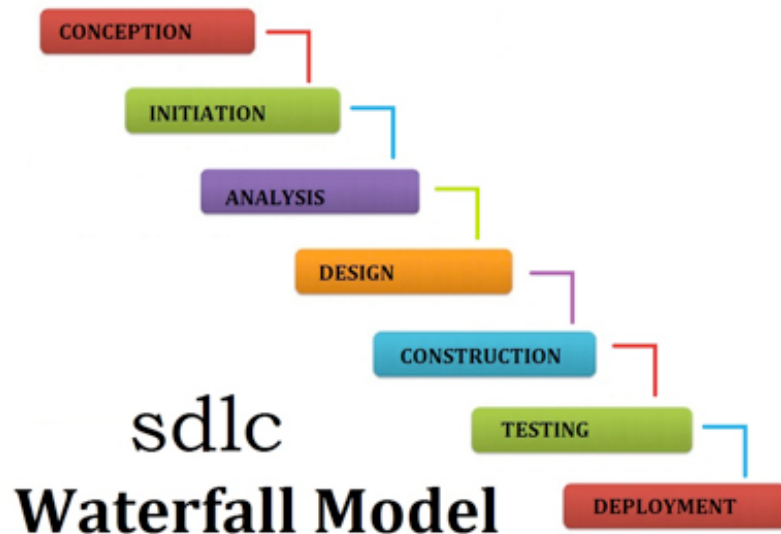 CONCEPTION
INITIATION
ANALYSIS
DESIGN
CONSTRUCTION
TESTING
DEPLOYMENT
sdlc
Waterfall Model